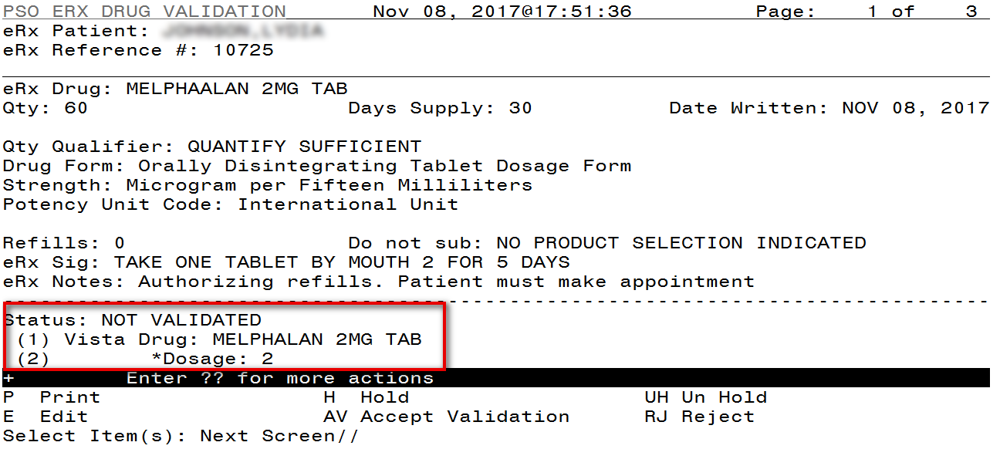 PSO ERX DRUG VALIDATION Nov 08, 2017@17:51:36 Page: 1 of 3
eRx Patient:
eRx Reference #: 10725
eRx Drug: MELPHAALAN 2MG TAB
Qty: 60 Days Supply: 30 Date Written: NOV 08, 2017
Qty Qualifier: QUANTIFY SUFFICIENT
Drug Form: Orally Disintegrating Tablet Dosage Form
Strength: Microgram per Fifteen Milliliters
Potency Unit Code: International Unit
Refills: 0 Do not sub: NO PRODUCT SELECTION INDICATED
eRx Sig: TAKE ONE TABLET BY MOUTH 2 FOR 5 DAYS
eRx Notes: Authorizing refills. Patient must make appointment
Status: NOT VALIDATED
(1) Vista Drug: MELPHALAN 2MG TAB
(2) *Dosage: 2
+ Enter ?? for more actions
P Print H Hold UH Un Hold
E Edit AV Accept Validation RJ Reject
Select Item(s): Next Screen//